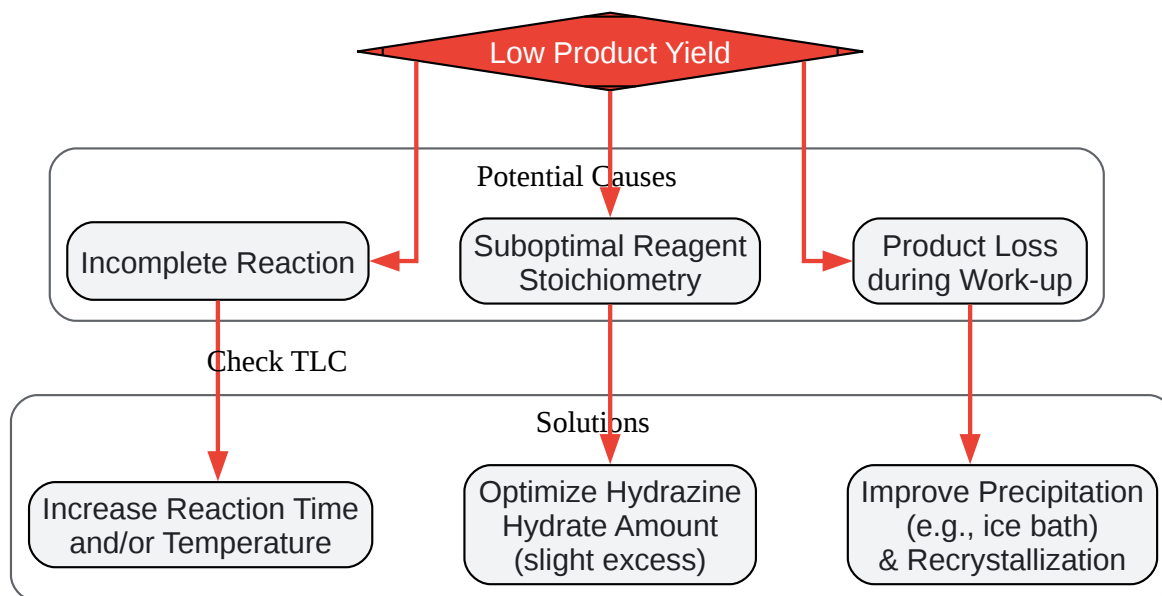 Low Product Yield
Potential Causes
Incomplete Reaction
Suboptimal Reagent
Stoichiometry
Product Loss
during Work-up
Check TLC
Solutions
Increase Reaction Time
and/or Temperature
Optimize Hydrazine
Hydrate Amount
(slight excess)
Improve Precipitation
(e.g., ice bath)
& Recrystallization